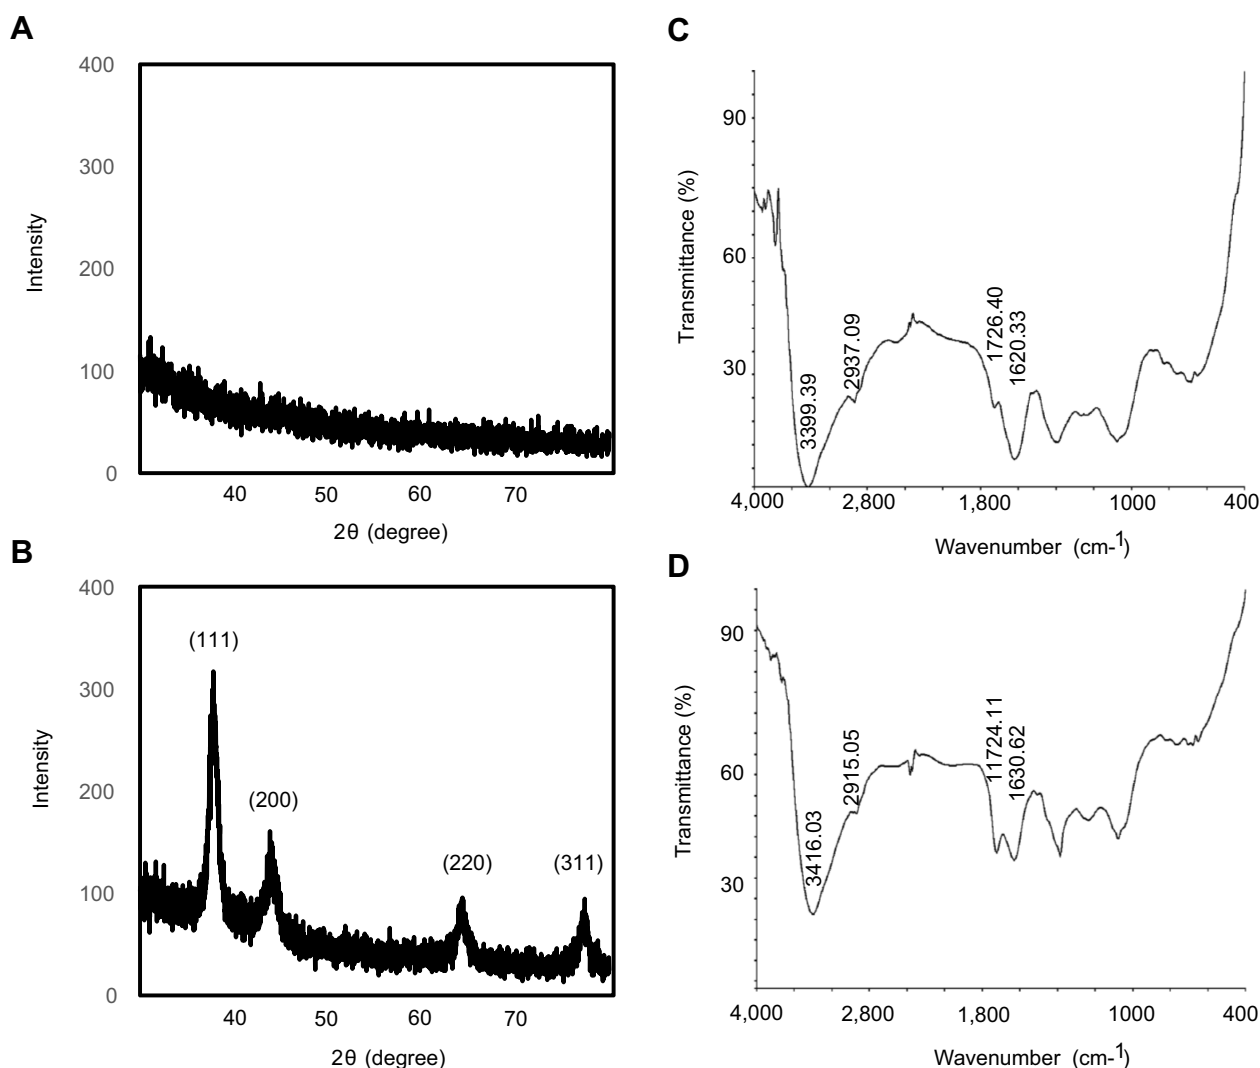 A
400
300
200
100
0
Intensity
40 50 60 70
2θ (degree)
B
400
300
200
100
0
Intensity
(111)
(200)
(220)
(311)
40 50 60 70
2θ (degree)
C
90
60
30
Transmittance (%)
3399.39
2937.09
1726.40
1620.33
4,000 2,800 1,800 1000 400
Wavenumber (cm-1)
D
90
60
30
Transmittance (%)
3416.03
2915.05
11724.11
1630.62
4,000 2,800 1,800 1000 400
Wavenumber (cm-1)